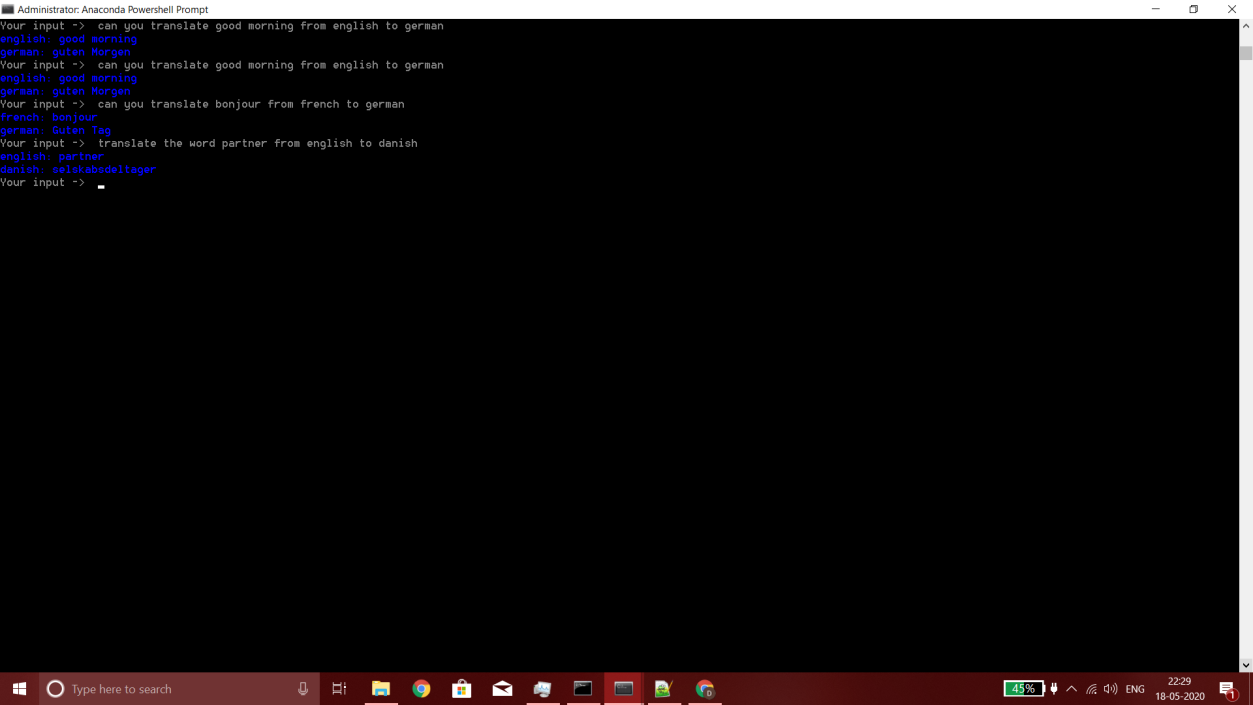 Administrator: Anaconda Powershell Prompt
Your input ->  can you translate good morning from english to german
english: good morning
german: guten Morgen
Your input ->  can you translate good morning from english to german
english: good morning
german: guten Morgen
Your input ->  can you translate bonjour from french to german
french: bonjour
german: Guten Tag
Your input ->  translate the word partner from english to danish
english: partner
danish: selskabsdeltager
Your input ->
Type here to search
45%
ENG
22:29
18-05-2020
1
D